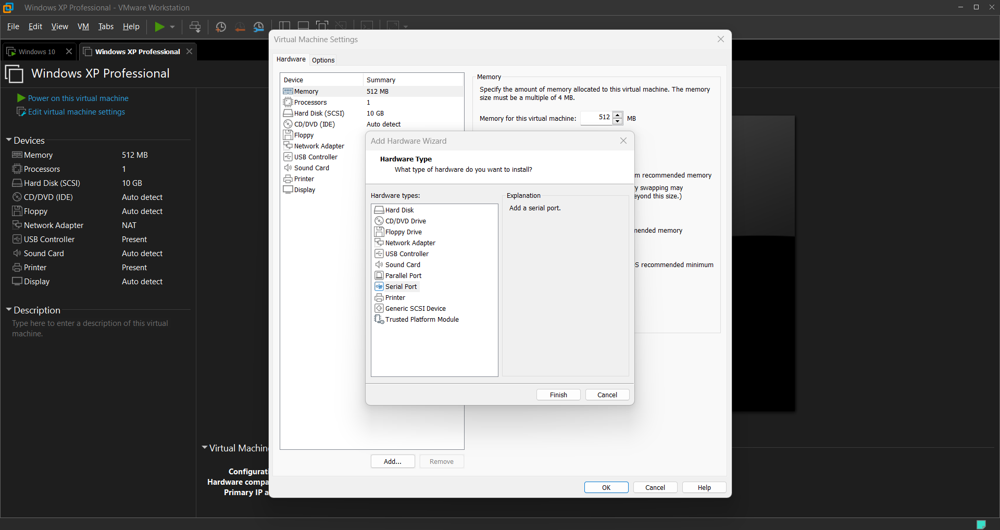 Windows XP Professional - VMware Workstation
File Edit View VM Tabs Help
Windows 10
Windows XP Professional
Windows XP Professional
Power on this virtual machine
Edit virtual machine settings
Devices
Memory 512 MB
Processors 1
Hard Disk (SCSI) 10 GB
CD/DVD (IDE) Auto detect
Floppy Auto detect
Network Adapter NAT
USB Controller Present
Sound Card Auto detect
Printer Present
Display Auto detect
Description
Type here to enter a description of this virtual
machine.
Virtual Machin
Configurati
Hardware compa
Primary IP a
Virtual Machine Settings
Hardware Options
Device Summary
Memory 512 MB
Processors 1
Hard Disk (SCSI) 10 GB
CD/DVD (IDE) Auto detect
Floppy
Network Adapter
USB Controller
Sound Card
Printer
Display
Add... Remove
Memory
Specify the amount of memory allocated to this virtual machine. The memory
size must be a multiple of 4 MB.
Memory for this virtual machine: 512 MB
m recommended memory
y swapping may
eyond this size.)
mended memory
S recommended minimum
Add Hardware Wizard
Hardware Type
What type of hardware do you want to install?
Hardware types:
Hard Disk
CD/DVD Drive
Floppy Drive
Network Adapter
USB Controller
Sound Card
Parallel Port
Serial Port
Printer
Generic SCSI Device
Trusted Platform Module
Explanation
Add a serial port.
Finish Cancel
OK Cancel Help